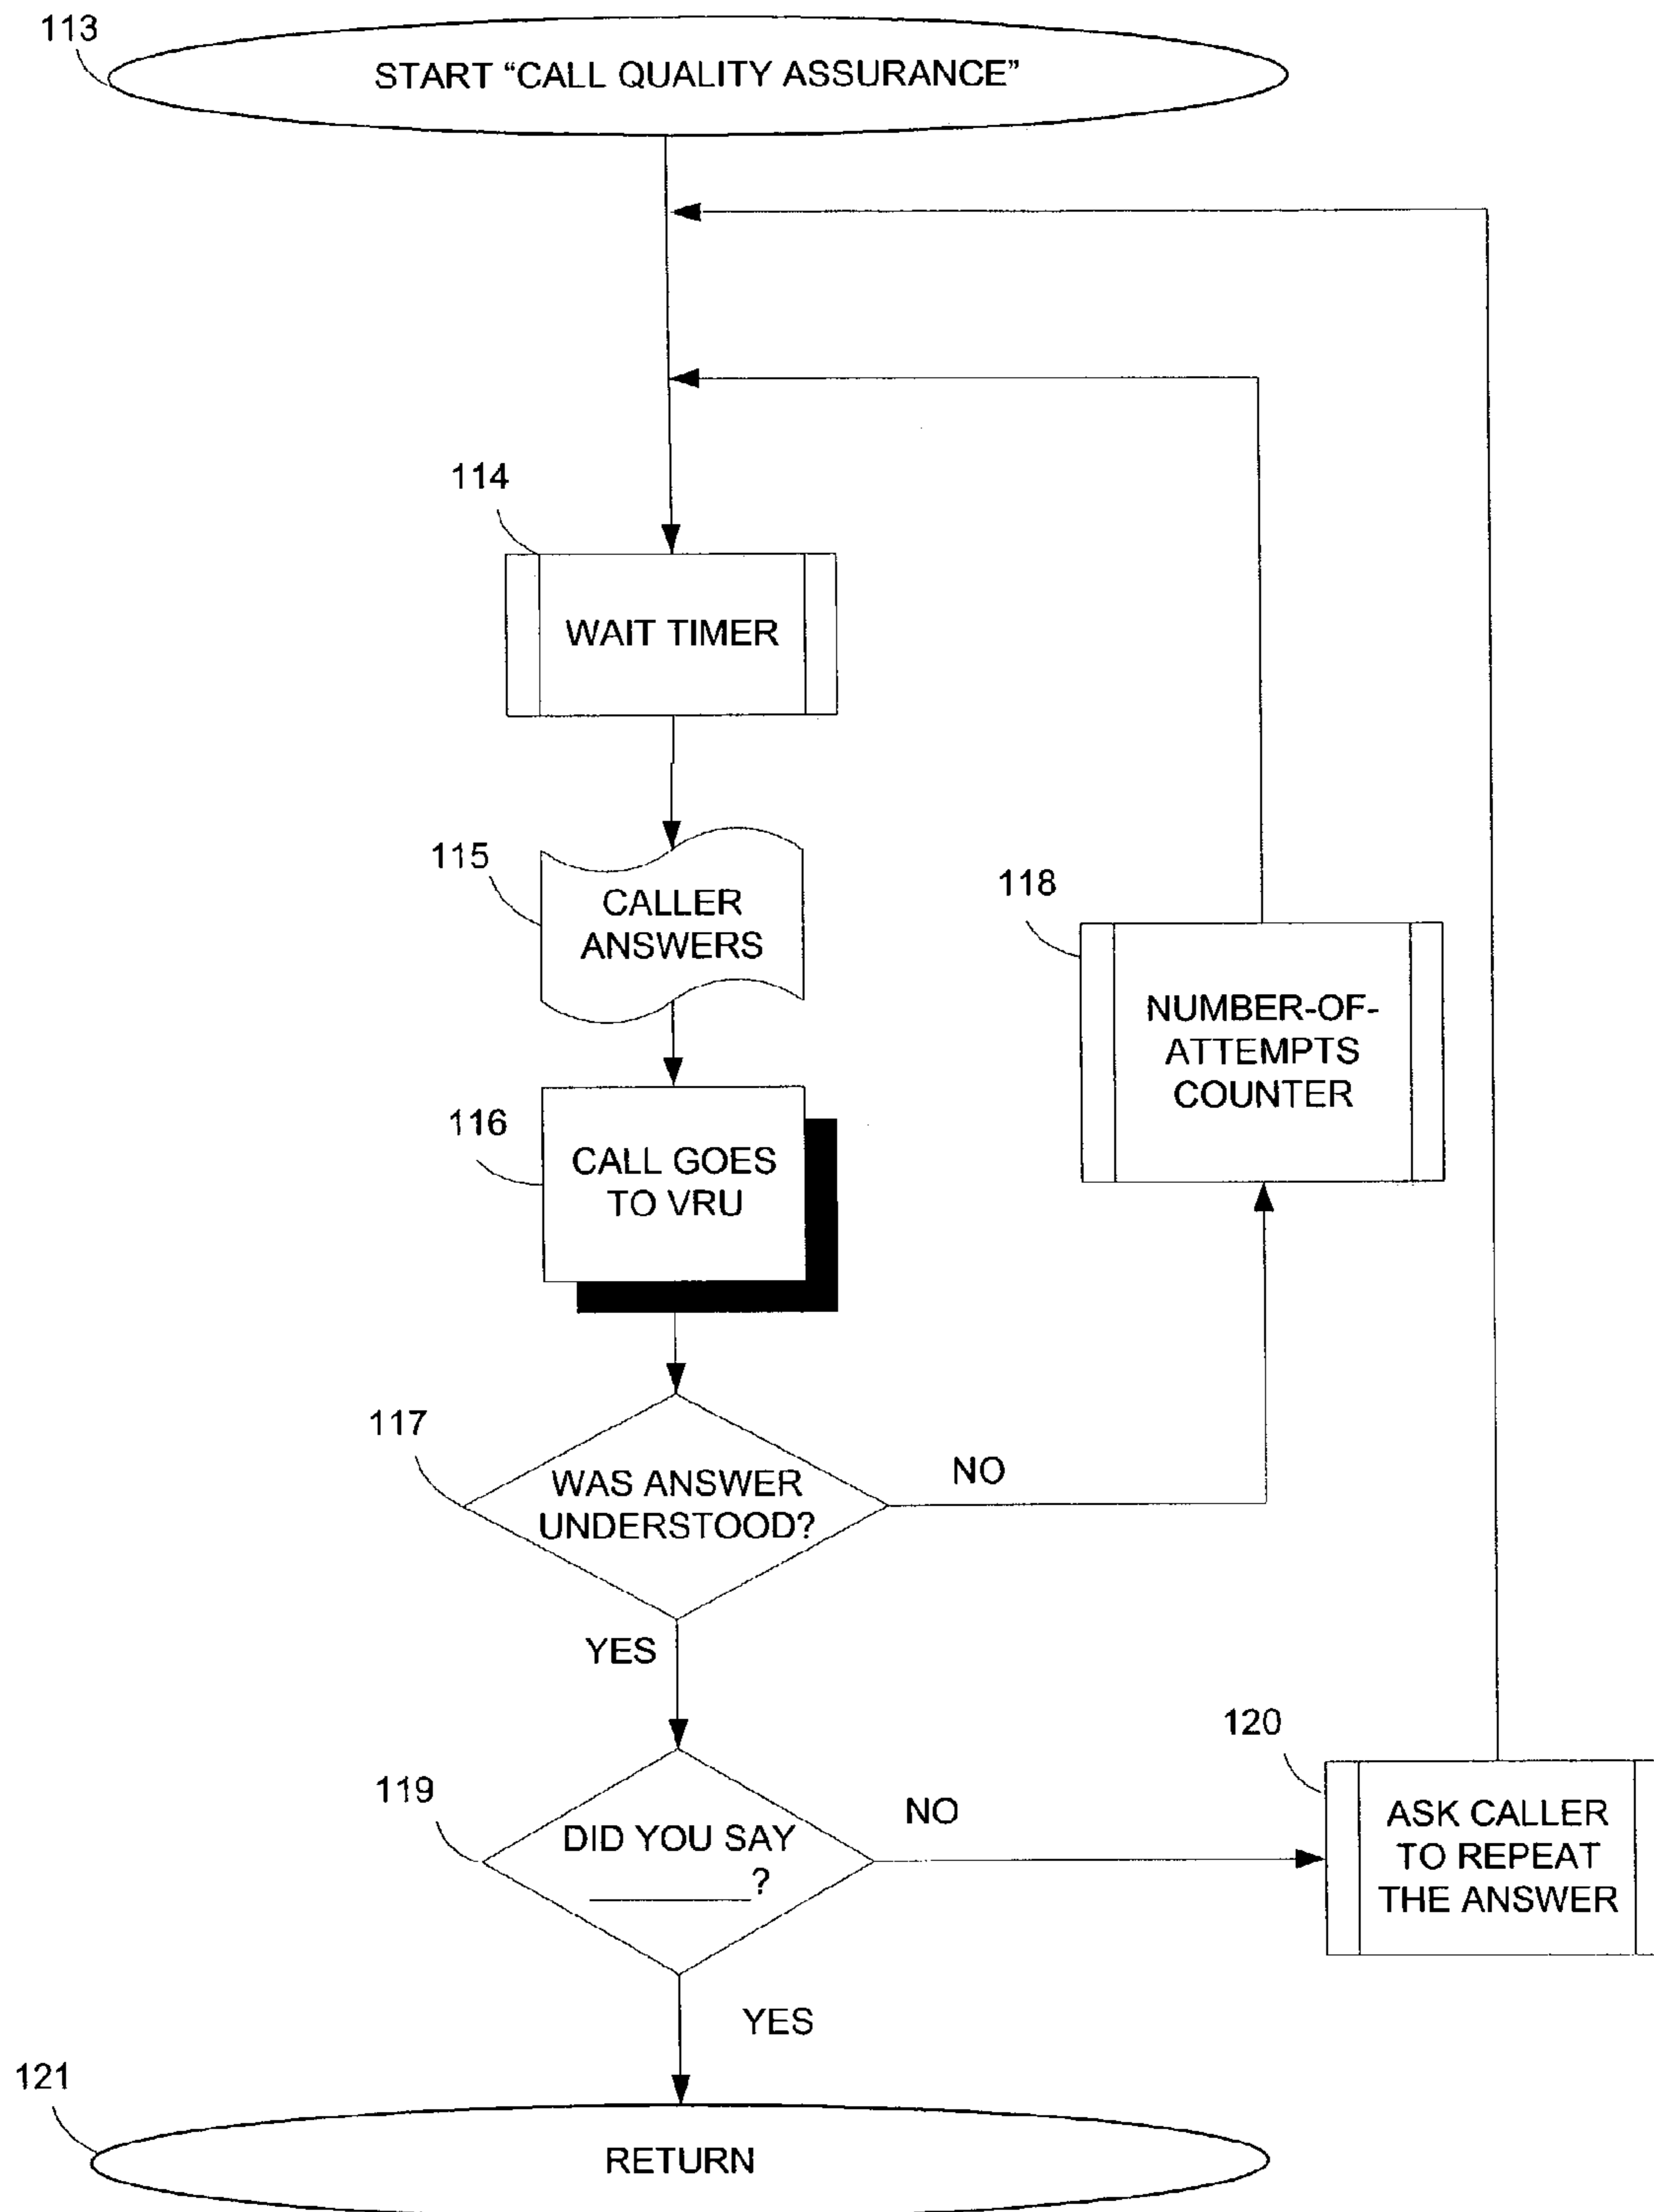 113
START “CALL QUALITY ASSURANCE”
114
WAIT TIMER
115
CALLER
ANSWERS
118
NUMBER-OF-
ATTEMPTS
COUNTER
116
CALL GOES
TO VRU
117
WAS ANSWER
UNDERSTOOD?
NO
YES
119
DID YOU SAY
________?
NO
120
ASK CALLER
TO REPEAT
THE ANSWER
YES
121
RETURN